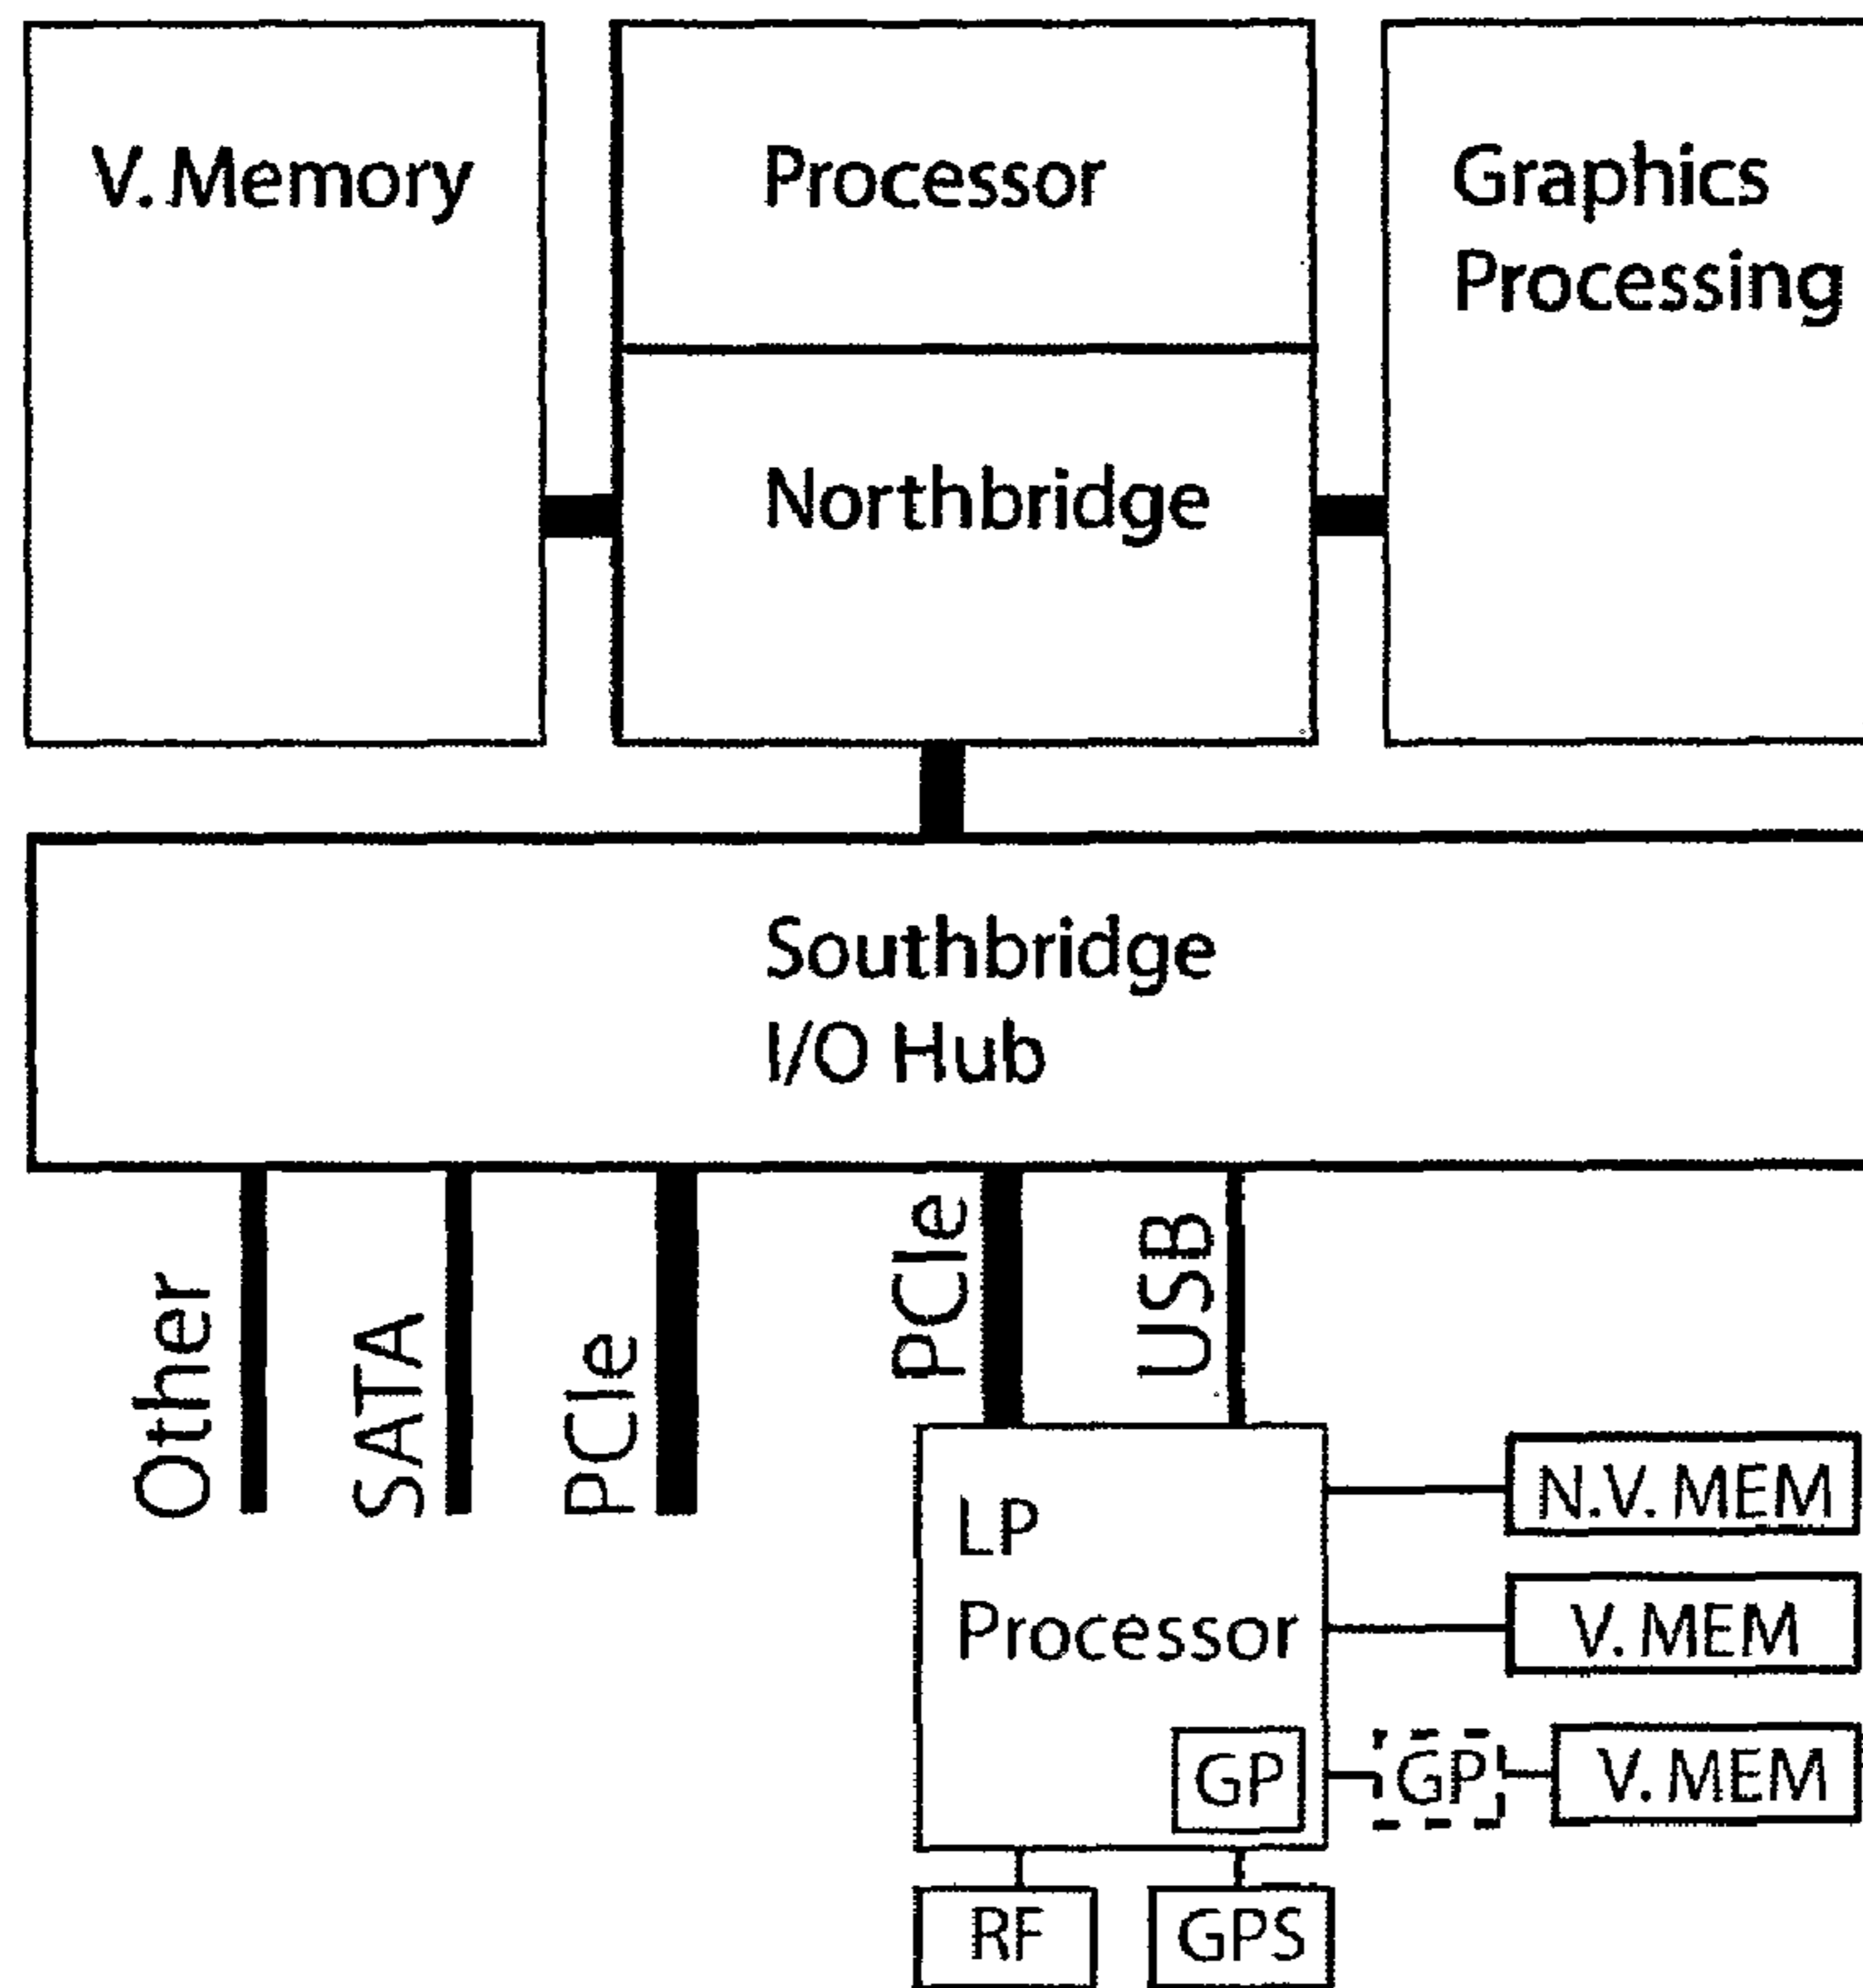 V. Memory
Processor
Graphics
Processing
Northbridge
Southbridge
I/O Hub
Other
SATA
PCIe
PCIe
USB
LP
Processor
GP
N.V. MEM
V. MEM
GP
V. MEM
RF
GPS